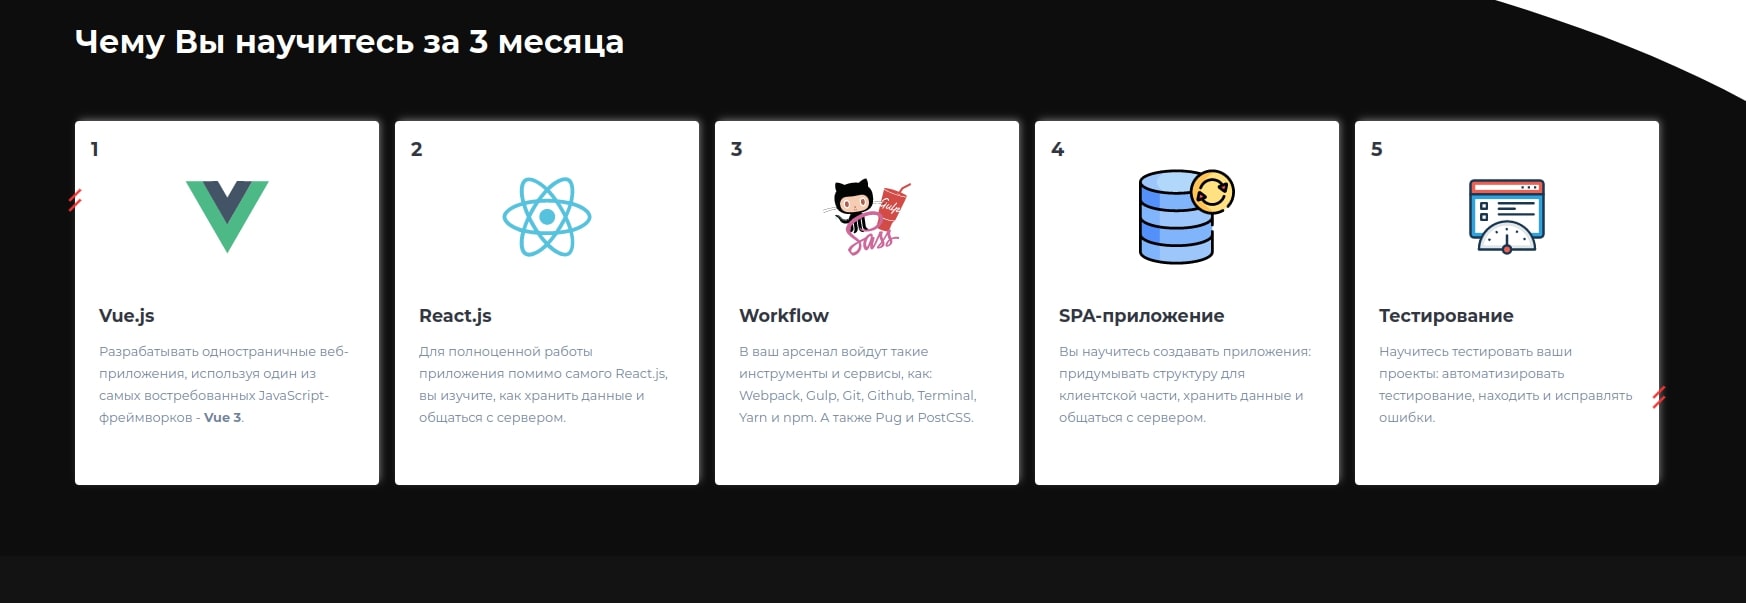 Чему Вы научитесь за 3 месяца
1
Vue.js
Разрабатывать одностраничные веб-
приложения, используя один из
самых востребованных JavaScript-
фреймворков - Vue 3.
2
React.js
Для полноценной работы
приложения помимо самого React.js,
вы изучите, как хранить данные и
общаться с сервером.
3
Gulp
Sass
Workflow
В ваш арсенал войдут такие
инструменты и сервисы, как:
Webpack, Gulp, Git, Github, Terminal,
Yarn и npm. А также Pug и PostCSS.
4
SPA-приложение
Вы научитесь создавать приложения:
придумывать структуру для
клиентской части, хранить данные и
общаться с сервером.
5
Тестирование
Научитесь тестировать ваши
проекты: автоматизировать
тестирование, находить и исправлять
ошибки.